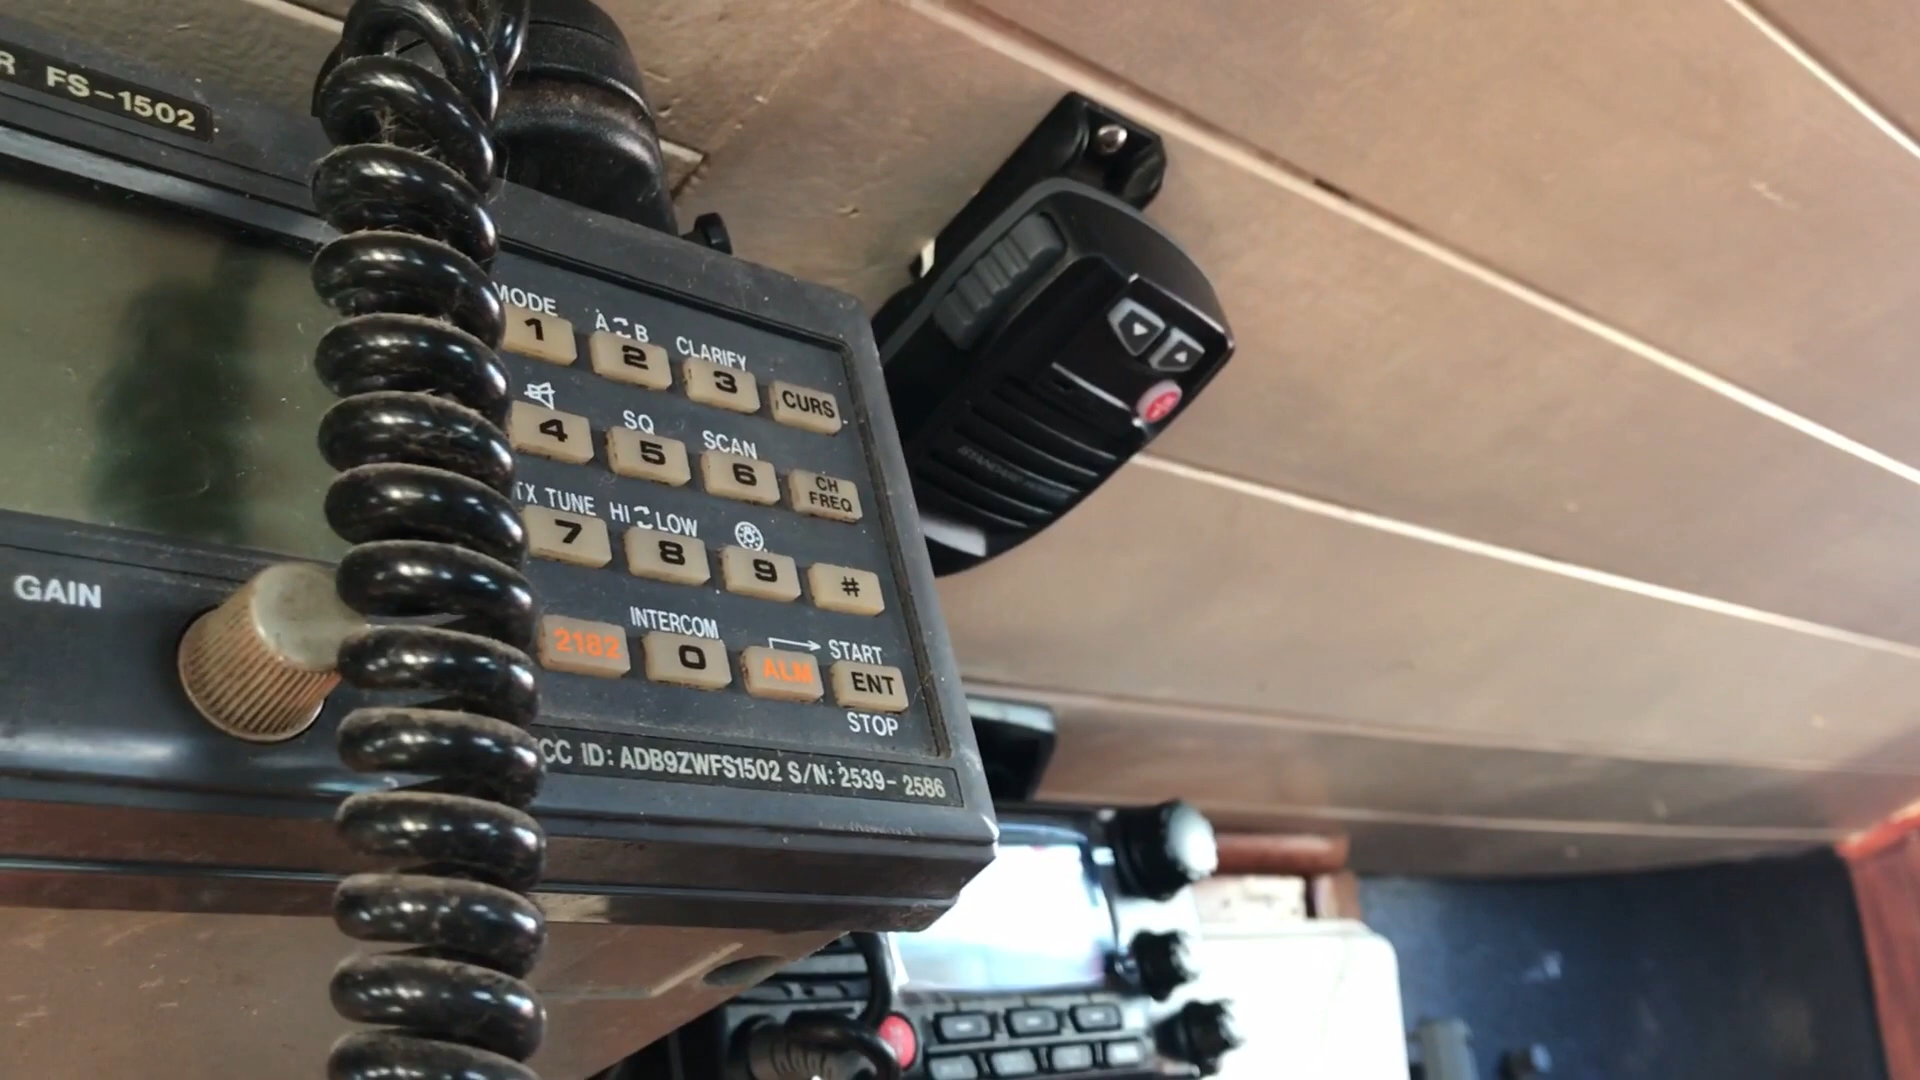 R FS-1502
MODE A B CLARIFY
1 2 3 CURS
SQ SCAN
4 5 6 CH FREQ
TX TUNE HI LOW
7 8 9 #
INTERCOM START
2182 0 ALM ENT
STOP
GAIN
FCC ID: ADB9ZWFS1502 S/N: 2539-2586